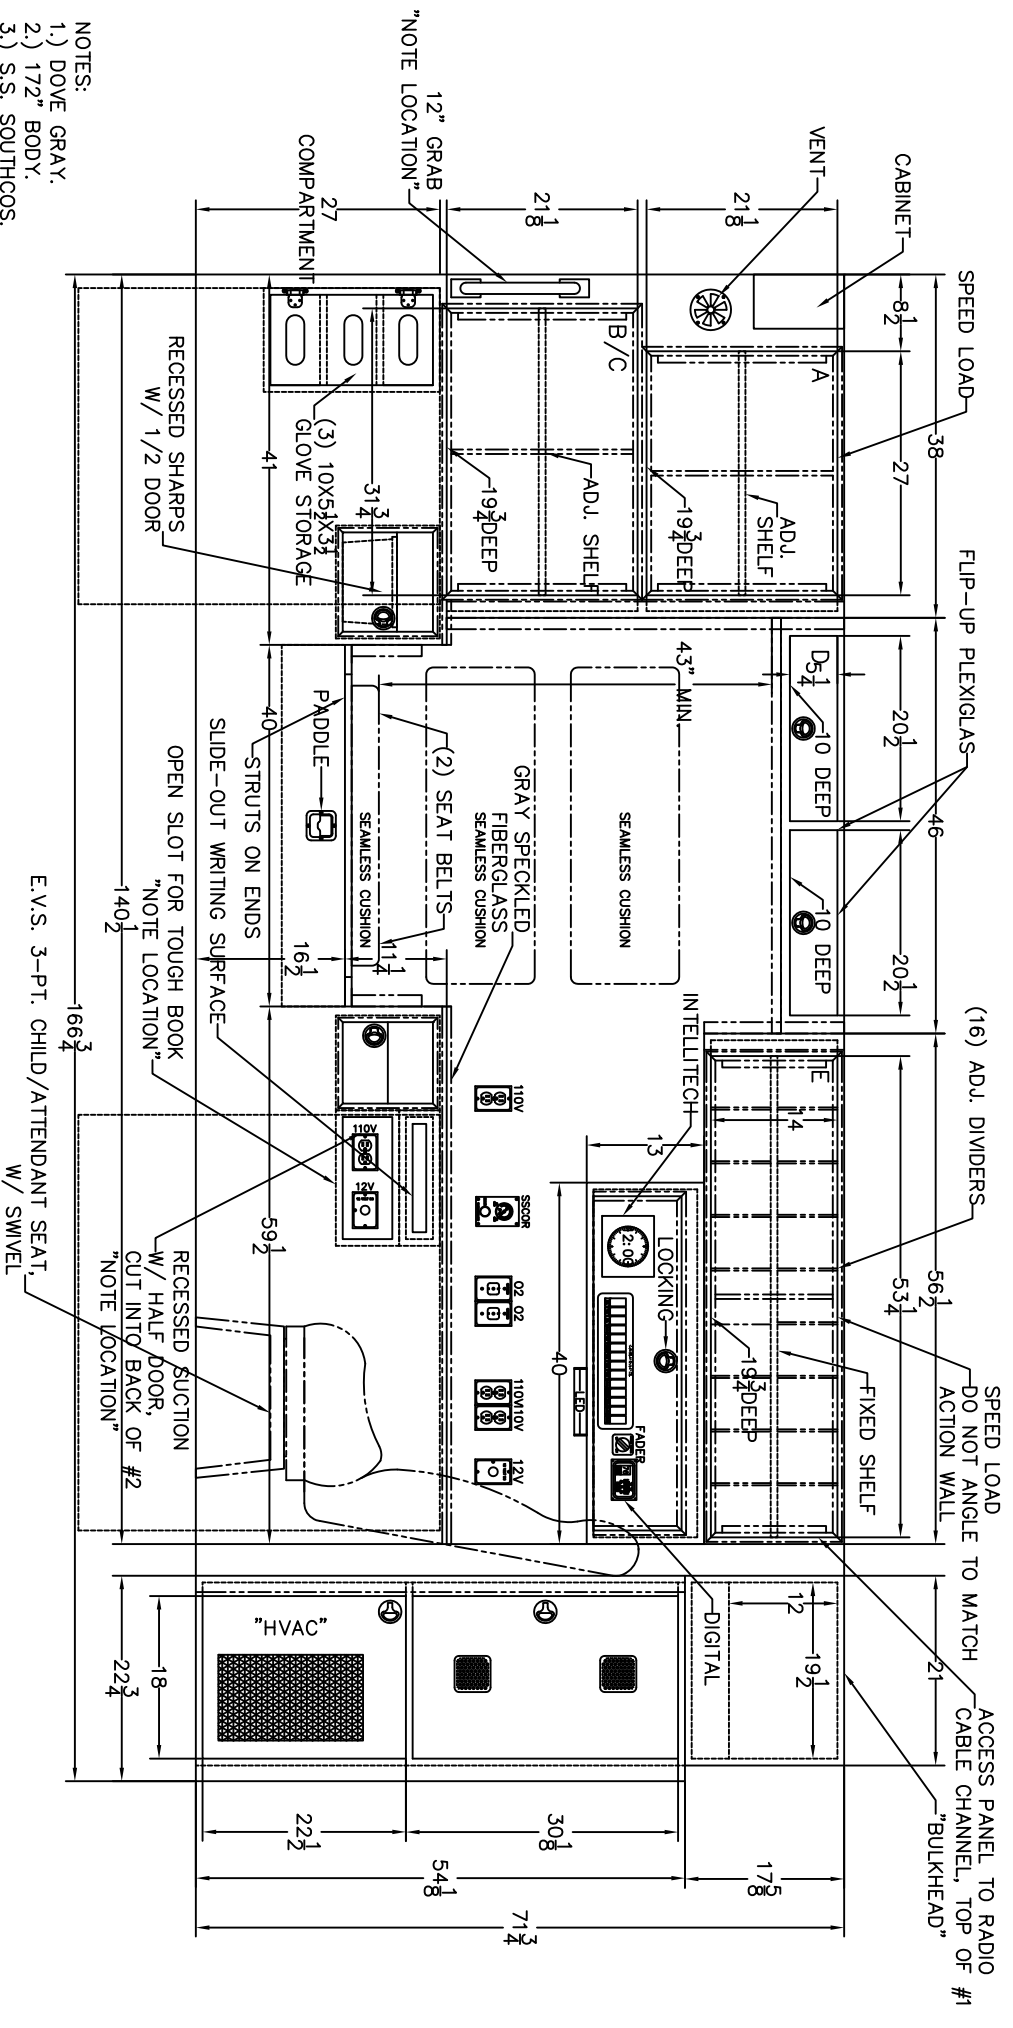 SPEED LOAD
FLIP-UP PLEXIGLAS
(16) ADJ. DIVIDERS
SPEED LOAD
DO NOT ANGLE TO MATCH
ACTION WALL
ACCESS PANEL TO RADIO
CABLE CHANNEL, TOP OF #1
"BULKHEAD"
CABINET
VENT
12" GRAB
"NOTE LOCATION"
38
46
56 1/2
21
8 1/2
27
20 1/2
20 1/2
53 1/4
19 1/2
12
21 1/8
21 1/8
27
A
ADJ.
SHELF
19 3/4 DEEP
B/C
ADJ. SHELF
19 3/4 DEEP
D
5 1/4
10 DEEP
10 DEEP
43" MIN
E
14
FIXED SHELF
19 3/4 DEEP
INTELLITECH
13
40
LOCKING
2:00
FADER
LED
DIGITAL
SEAMLESS CUSHION
SEAMLESS CUSHION
SEAMLESS CUSHION
GRAY SPECKLED
FIBERGLASS
(2) SEAT BELTS
110V
SSCOR
O2
O2
110V
110V
12V
110V
12V
COMPARTMENT
31 3/4
(3) 10X5 1/2X3 1/2
GLOVE STORAGE
RECESSED SHARPS
W/ 1/2 DOOR
41
40
59 1/2
PADDLE
11 1/4
16 1/2
STRUTS ON ENDS
SLIDE-OUT WRITING SURFACE
OPEN SLOT FOR TOUGH BOOK
"NOTE LOCATION"
RECESSED SUCTION
W/ HALF DOOR,
CUT INTO BACK OF #2
"NOTE LOCATION"
E.V.S. 3-PT. CHILD/ATTENDANT SEAT,
W/ SWIVEL
140 1/2
166 3/4
"HVAC"
18
22 3/4
22 1/2
30 1/8
54 1/8
17 5/8
71 3/4
NOTES:
1.) DOVE GRAY.
2.) 172" BODY.
3.) S.S. SOUTHCOS.